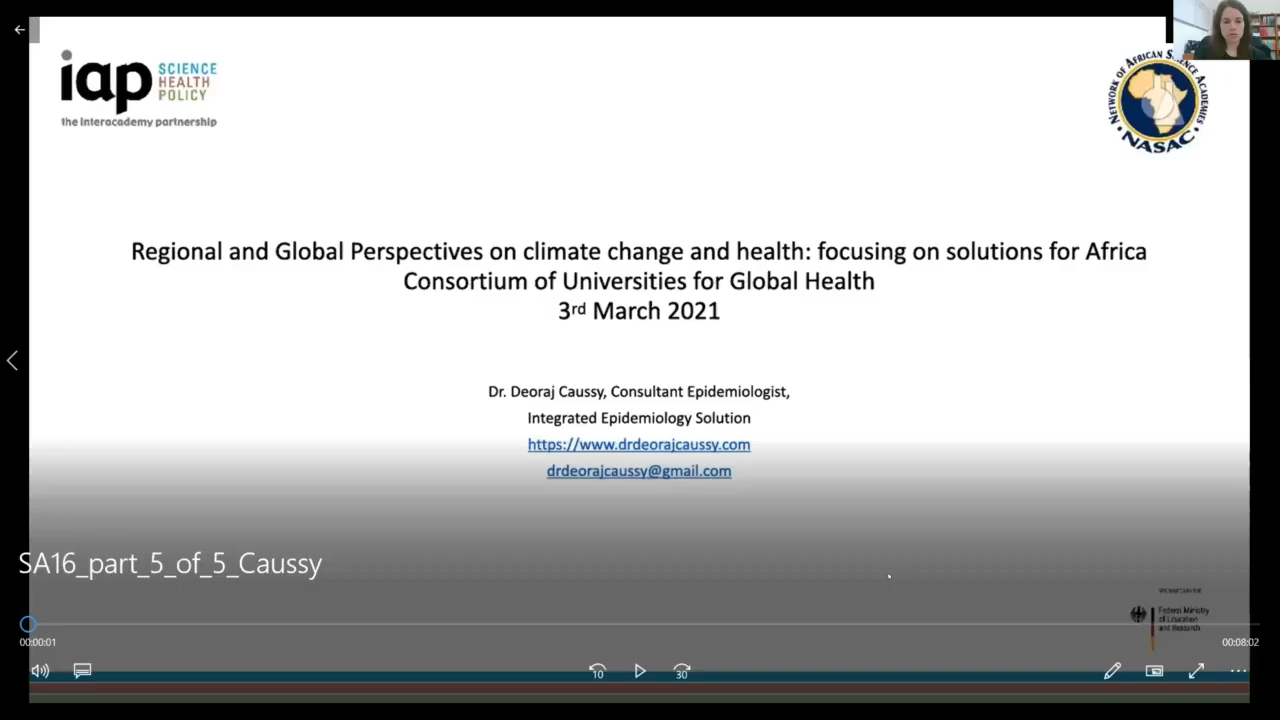 iap SCIENCE
HEALTH
POLICY
the interacademy partnership
NETWORK OF AFRICAN SCIENCE ACADEMIES
NASAC
Regional and Global Perspectives on climate change and health: focusing on solutions for Africa
Consortium of Universities for Global Health
3rd March 2021
Dr. Deoraj Caussy, Consultant Epidemiologist,
Integrated Epidemiology Solution
https://www.drdeorajcaussy.com
drdeorajcaussy@gmail.com
SA16_part_5_of_5_Caussy
Federal Ministry
of Education
and Research
00:00:01
00:08:02
10
30